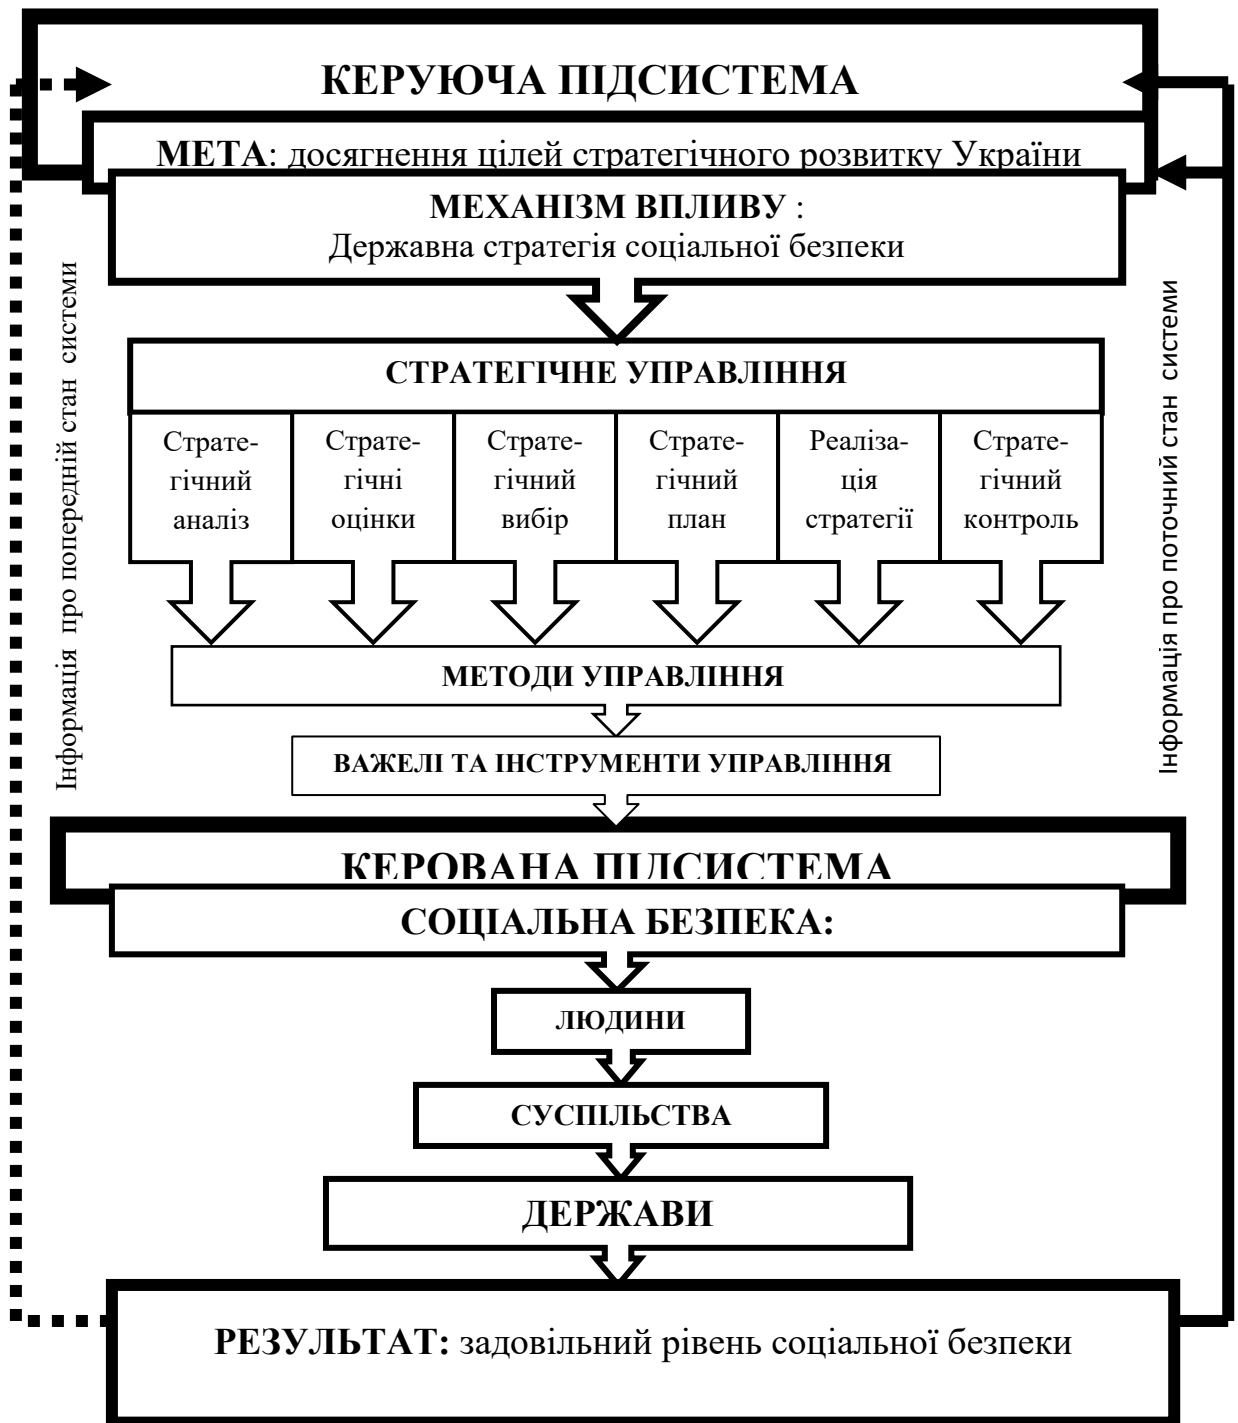 КЕРУЮЧА ПІДСИСТЕМА
МЕТА: досягнення цілей стратегічного розвитку України
МЕХАНІЗМ ВПЛИВУ :
Державна стратегія соціальної безпеки
Інформація про попередній стан системи
Інформація про поточний стан системи
СТРАТЕГІЧНЕ УПРАВЛІННЯ
Страте-
гічний
аналіз
Страте-
гічні
оцінки
Страте-
гічний
вибір
Страте-
гічний
план
Реаліза-
ція
стратегії
Страте-
гічний
контроль
МЕТОДИ УПРАВЛІННЯ
ВАЖЕЛІ ТА ІНСТРУМЕНТИ УПРАВЛІННЯ
КЕРОВАНА ПІДСИСТЕМА
СОЦІАЛЬНА БЕЗПЕКА:
ЛЮДИНИ
СУСПІЛЬСТВА
ДЕРЖАВИ
РЕЗУЛЬТАТ: задовільний рівень соціальної безпеки